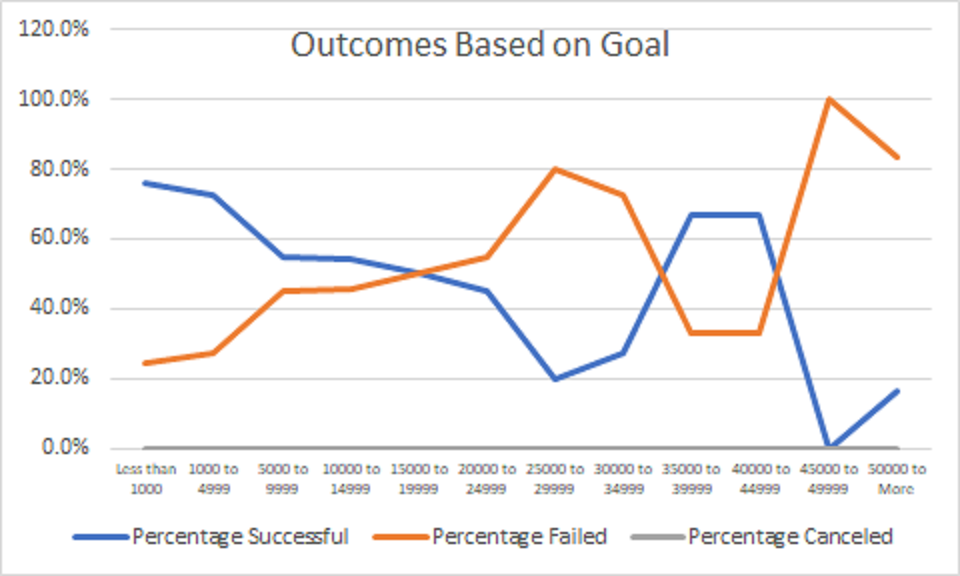 Outcomes Based on Goal
120.0%
100.0%
80.0%
60.0%
40.0%
20.0%
0.0%
Less than 1000 to 5000 to 10000 to 15000 to 20000 to 25000 to 30000 to 35000 to 40000 to 45000 to 50000 to
1000 4999 9999 14999 19999 24999 29999 34999 39999 44999 49999 More
Percentage Successful Percentage Failed Percentage Canceled